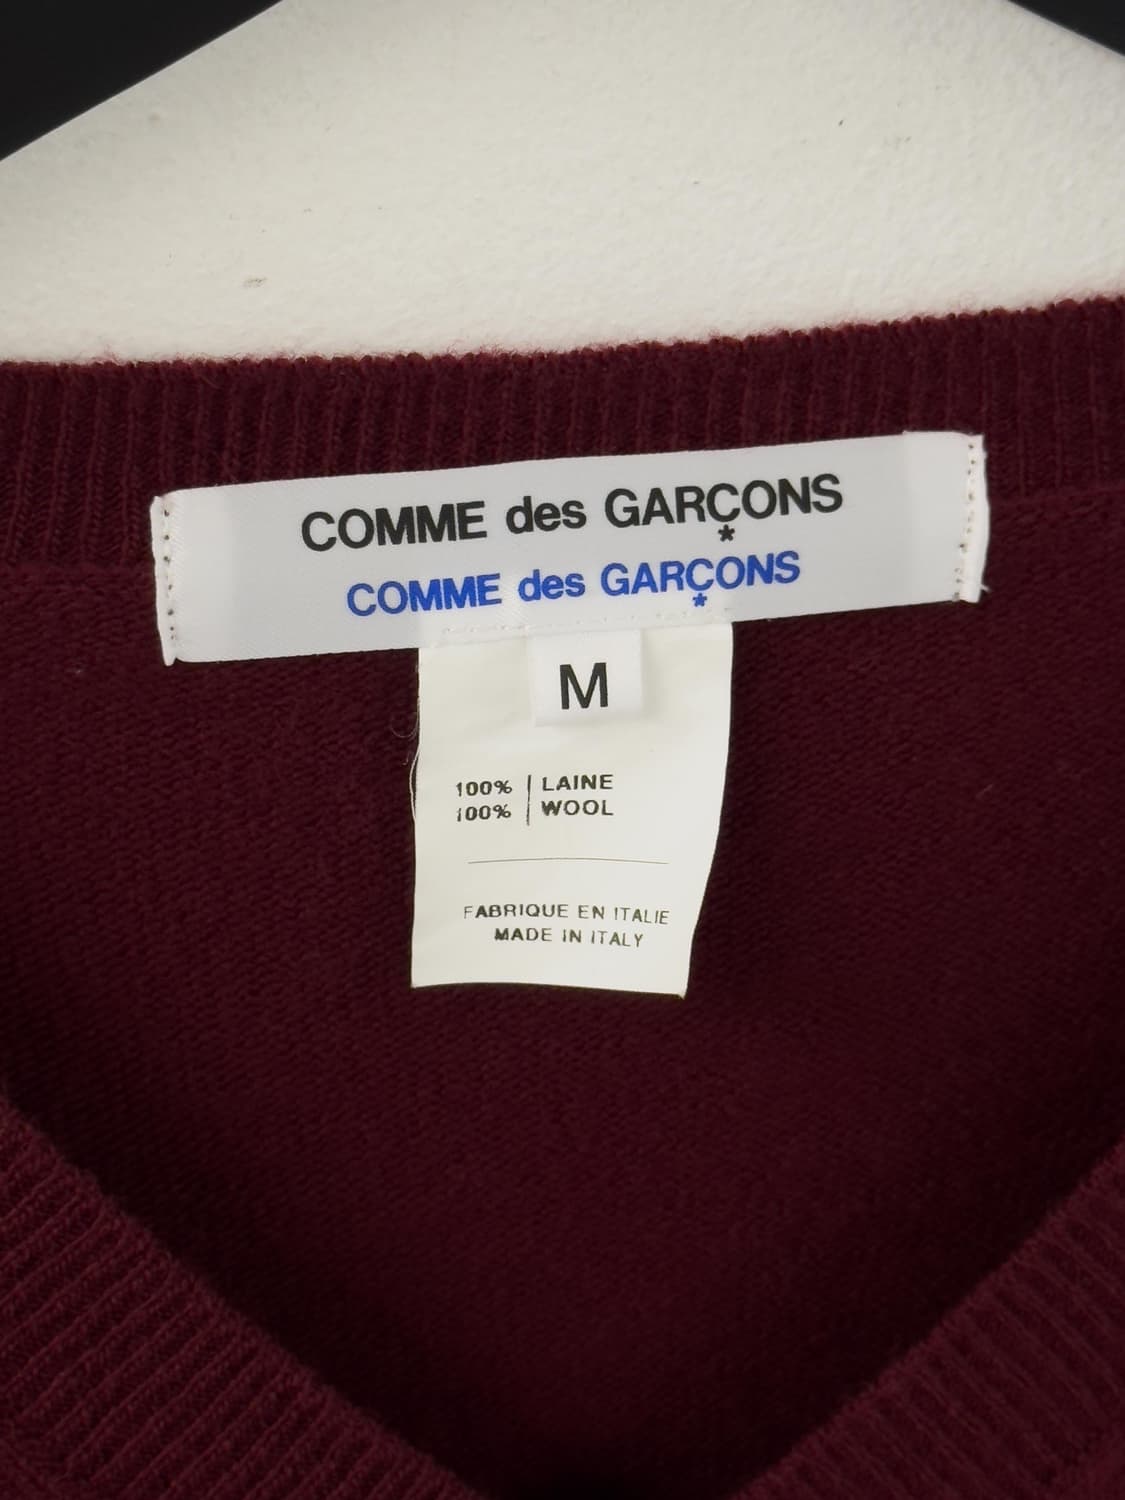 COMME des GARÇONS
*
COMME des GARÇONS
*
M
100% | LAINE
100% | WOOL
FABRIQUE EN ITALIE
MADE IN ITALY